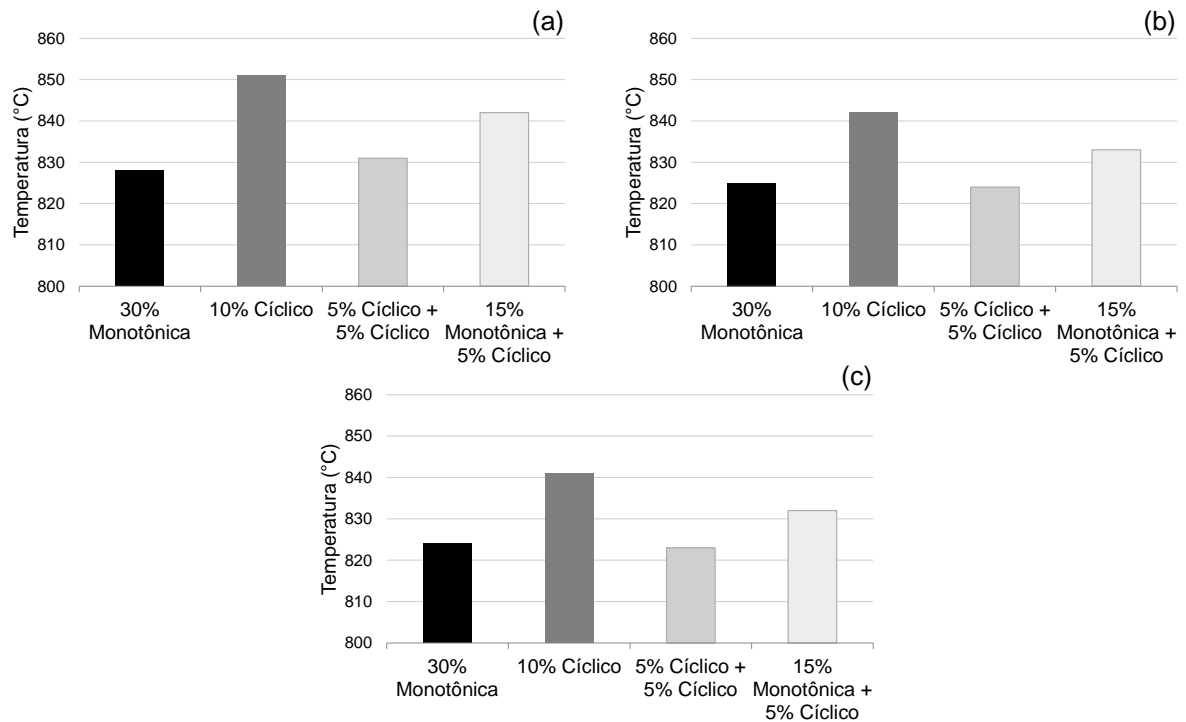 (a)
Temperatura (°C)
860
850
840
830
820
810
800
30%
Monotônica
10% Cíclico
5% Cíclico +
5% Cíclico
15%
Monotônica +
5% Cíclico
(b)
Temperatura (°C)
860
850
840
830
820
810
800
30%
Monotônica
10% Cíclico
5% Cíclico +
5% Cíclico
15%
Monotônica +
5% Cíclico
(c)
Temperatura (°C)
860
850
840
830
820
810
800
30%
Monotônica
10% Cíclico
5% Cíclico +
5% Cíclico
15%
Monotônica +
5% Cíclico